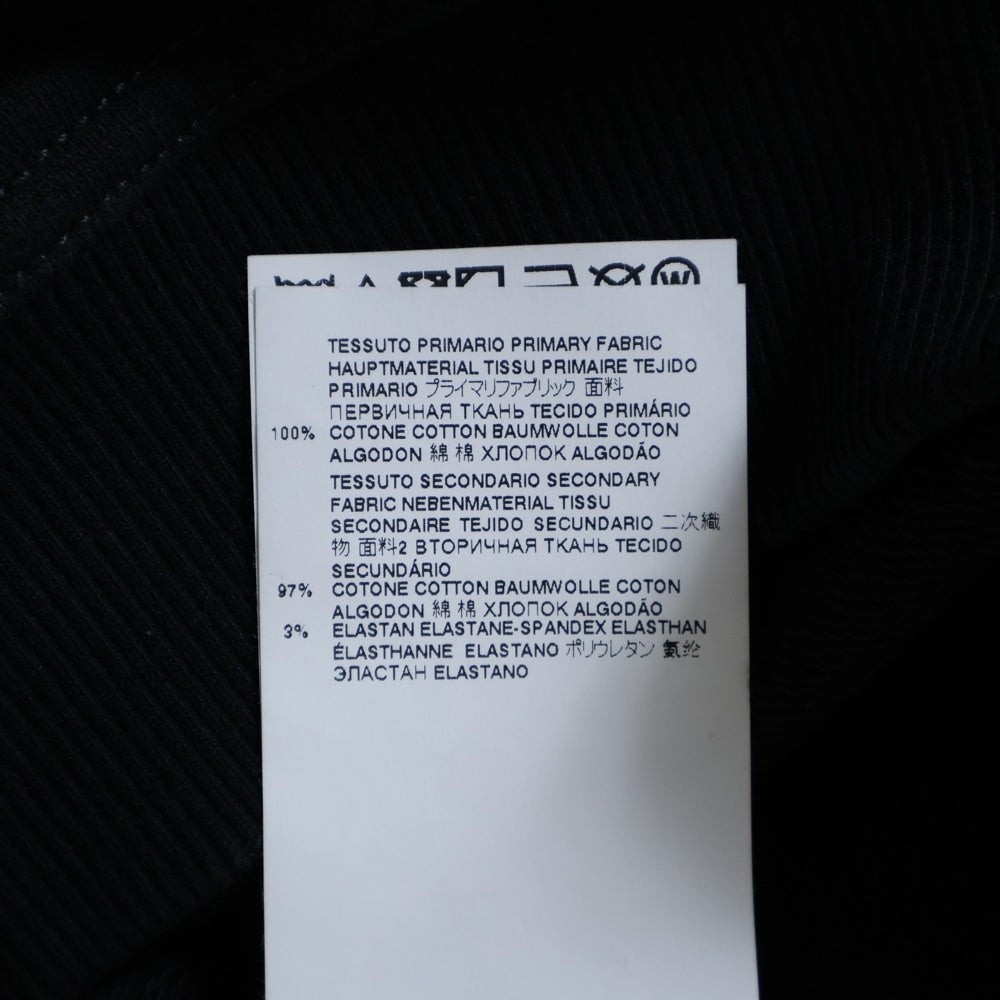 W
TESSUTO PRIMARIO PRIMARY FABRIC
HAUPTMATERIAL TISSU PRIMAIRE TEJIDO
PRIMARIO プライマリファブリック 面料
ПЕРВИЧНАЯ ТКАНЬ TECIDO PRIMÁRIO
100% COTONE COTTON BAUMWOLLE COTON
ALGODON 綿 棉 ХЛОПОК ALGODÃO
TESSUTO SECONDARIO SECONDARY
FABRIC NEBENMATERIAL TISSU
SECONDAIRE TEJIDO SECUNDARIO 二次織
物 面料2 ВТОРИЧНАЯ ТКАНЬ TECIDO
SECUNDÁRIO
97% COTONE COTTON BAUMWOLLE COTON
ALGODON 綿 棉 ХЛОПОК ALGODÃO
3% ELASTAN ELASTANE-SPANDEX ELASTHAN
ÉLASTHANNE ELASTANO ポリウレタン 氨纶
ЭЛАСТАН ELASTANO